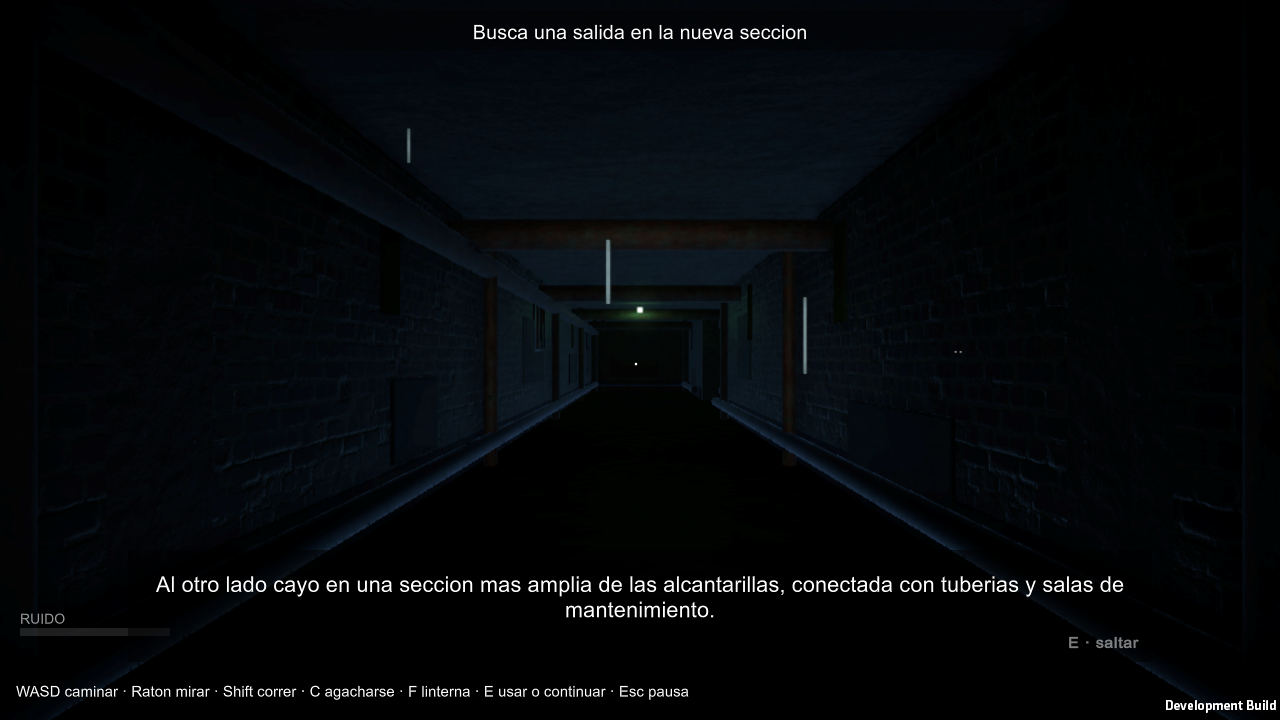 Busca una salida en la nueva seccion
Al otro lado cayo en una seccion mas amplia de las alcantarillas, conectada con tuberias y salas de
mantenimiento.
RUIDO
E · saltar
WASD caminar · Raton mirar · Shift correr · C agacharse · F linterna · E usar o continuar · Esc pausa
Development Build